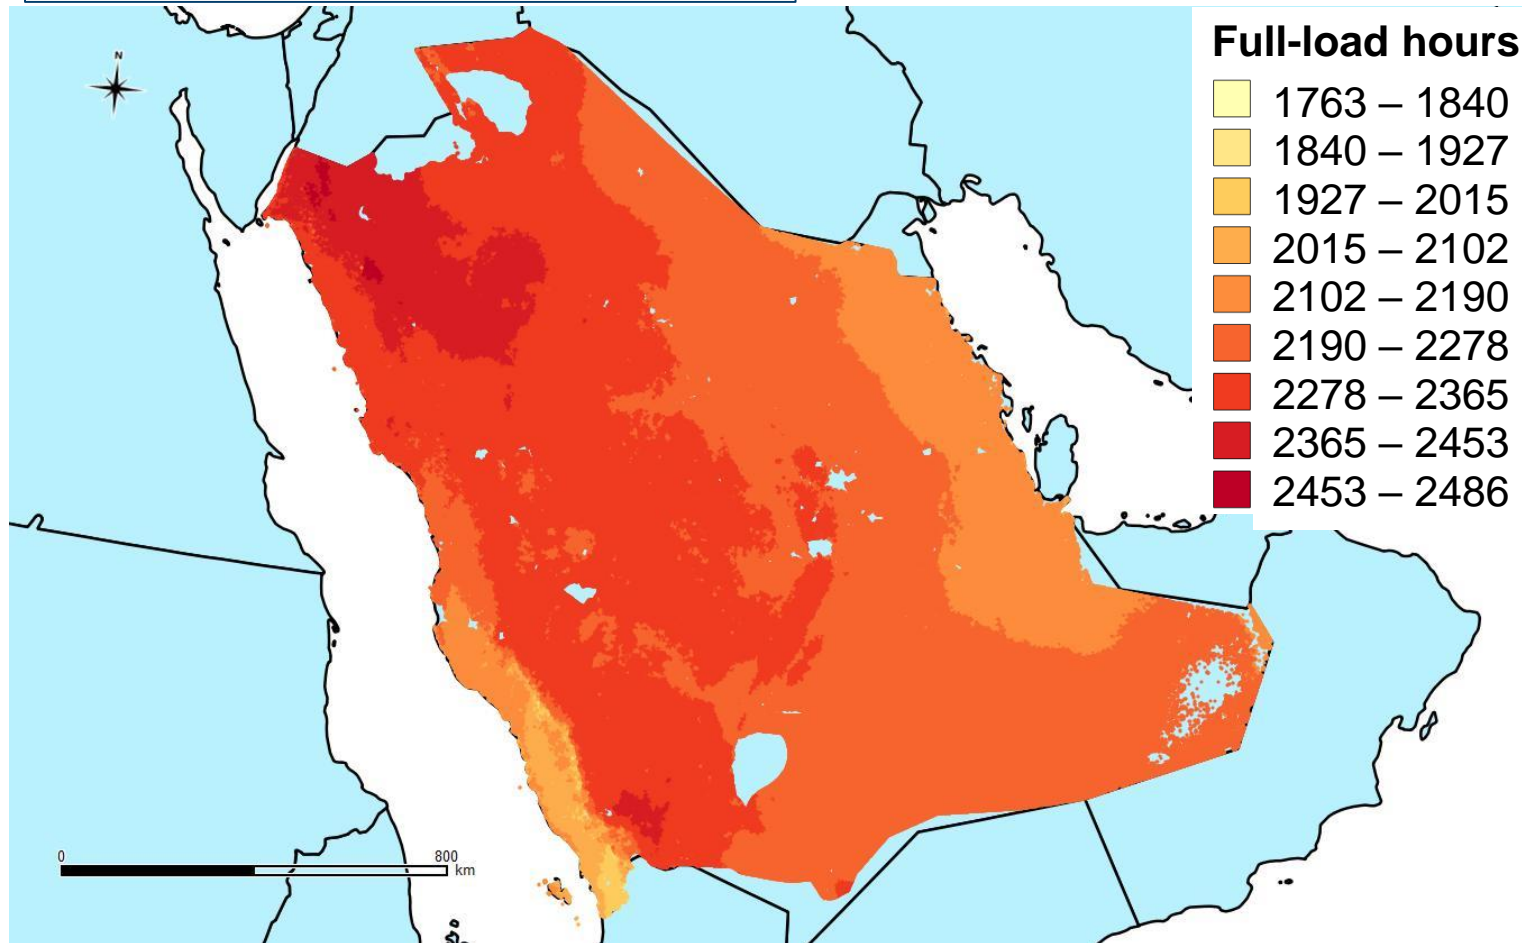 N
Full-load hours
1763 – 1840
1840 – 1927
1927 – 2015
2015 – 2102
2102 – 2190
2190 – 2278
2278 – 2365
2365 – 2453
2453 – 2486
0 800
km